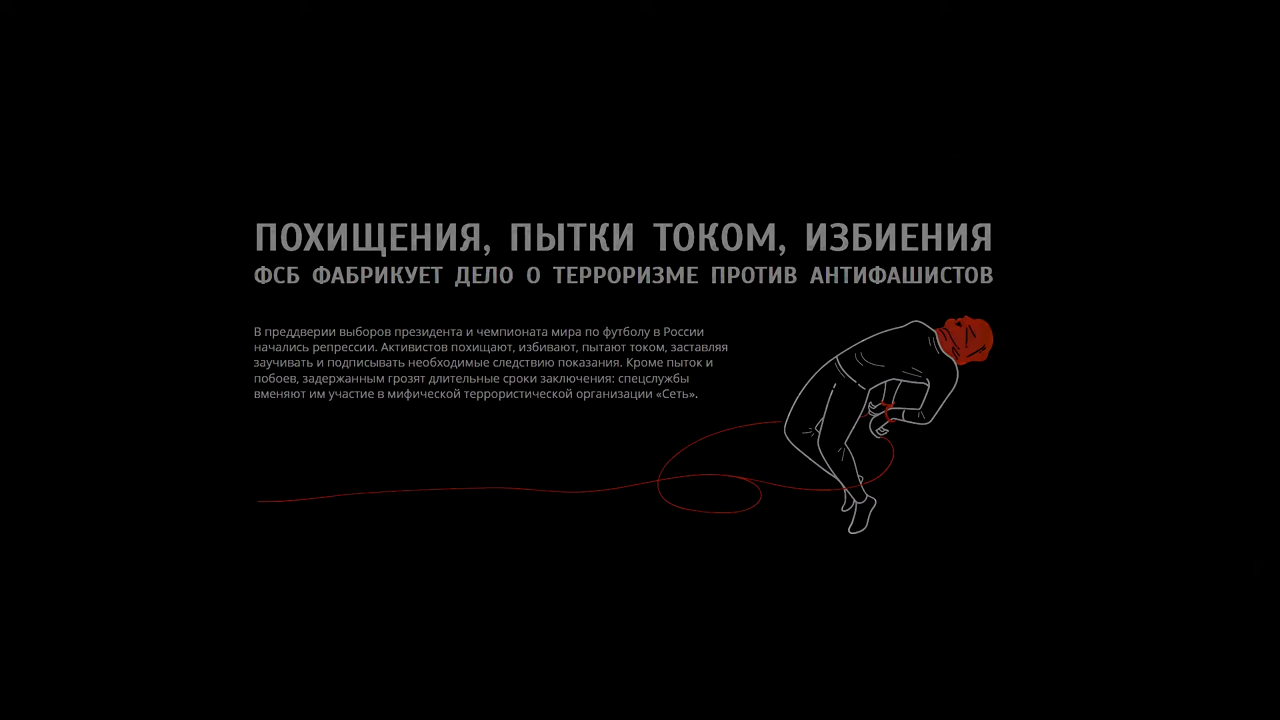 ПОХИЩЕНИЯ, ПЫТКИ ТОКОМ, ИЗБИЕНИЯ
ФСБ ФАБРИКУЕТ ДЕЛО О ТЕРРОРИЗМЕ ПРОТИВ АНТИФАШИСТОВ
В преддверии выборов президента и чемпионата мира по футболу в России
начались репрессии. Активистов похищают, избивают, пытают током, заставляя
заучивать и подписывать необходимые следствию показания. Кроме пыток и
побоев, задержанным грозят длительные сроки заключения: спецслужбы
вменяют им участие в мифической террористической организации «Сеть».